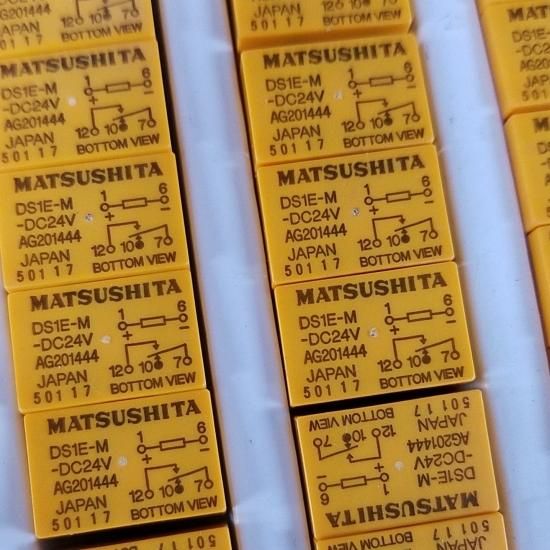 JAPAN
50117
BOTTOM VIEW
MATSUSHITA
DS1E-M
-DC24V
AG201444
JAPAN
50117
1 6
+
12 10 7
BOTTOM VIEW
MATSUSHITA
DS1E-M
-DC24V
AG201444
JAPAN
50117
1 6
+ −
12 10 7
BOTTOM VIEW
MATSUSHITA
DS1E-M
-DC24V
AG201444
JAPAN
50117
1 6
+ −
12 10 7
BOTTOM VIEW
MATSUSHITA
DS1E-M
-DC24V
AG201444
JAPAN
50117
1 6
+ −
12 10 7
BOTTOM VIEW
JAPAN
50117
BOTTOM VIEW
MATSUSHITA
DS1E-M
-DC24V
AG201444
JAPAN
50117
1 6
+ −
12 10 7
BOTTOM VIEW
MATSUSHITA
DS1E-M
-DC24V
AG201444
JAPAN
50117
1 6
+ −
12 10 7
BOTTOM VIEW
MATSUSHITA
DS1E-M
-DC24V
AG201444
JAPAN
50117
1 6
+ −
12 10 7
BOTTOM VIEW
MATSUSHITA
DS1E-M
-DC24V
AG201444
JAPAN
50117
1 6
+ −
12 10 7
BOTTOM VIEW